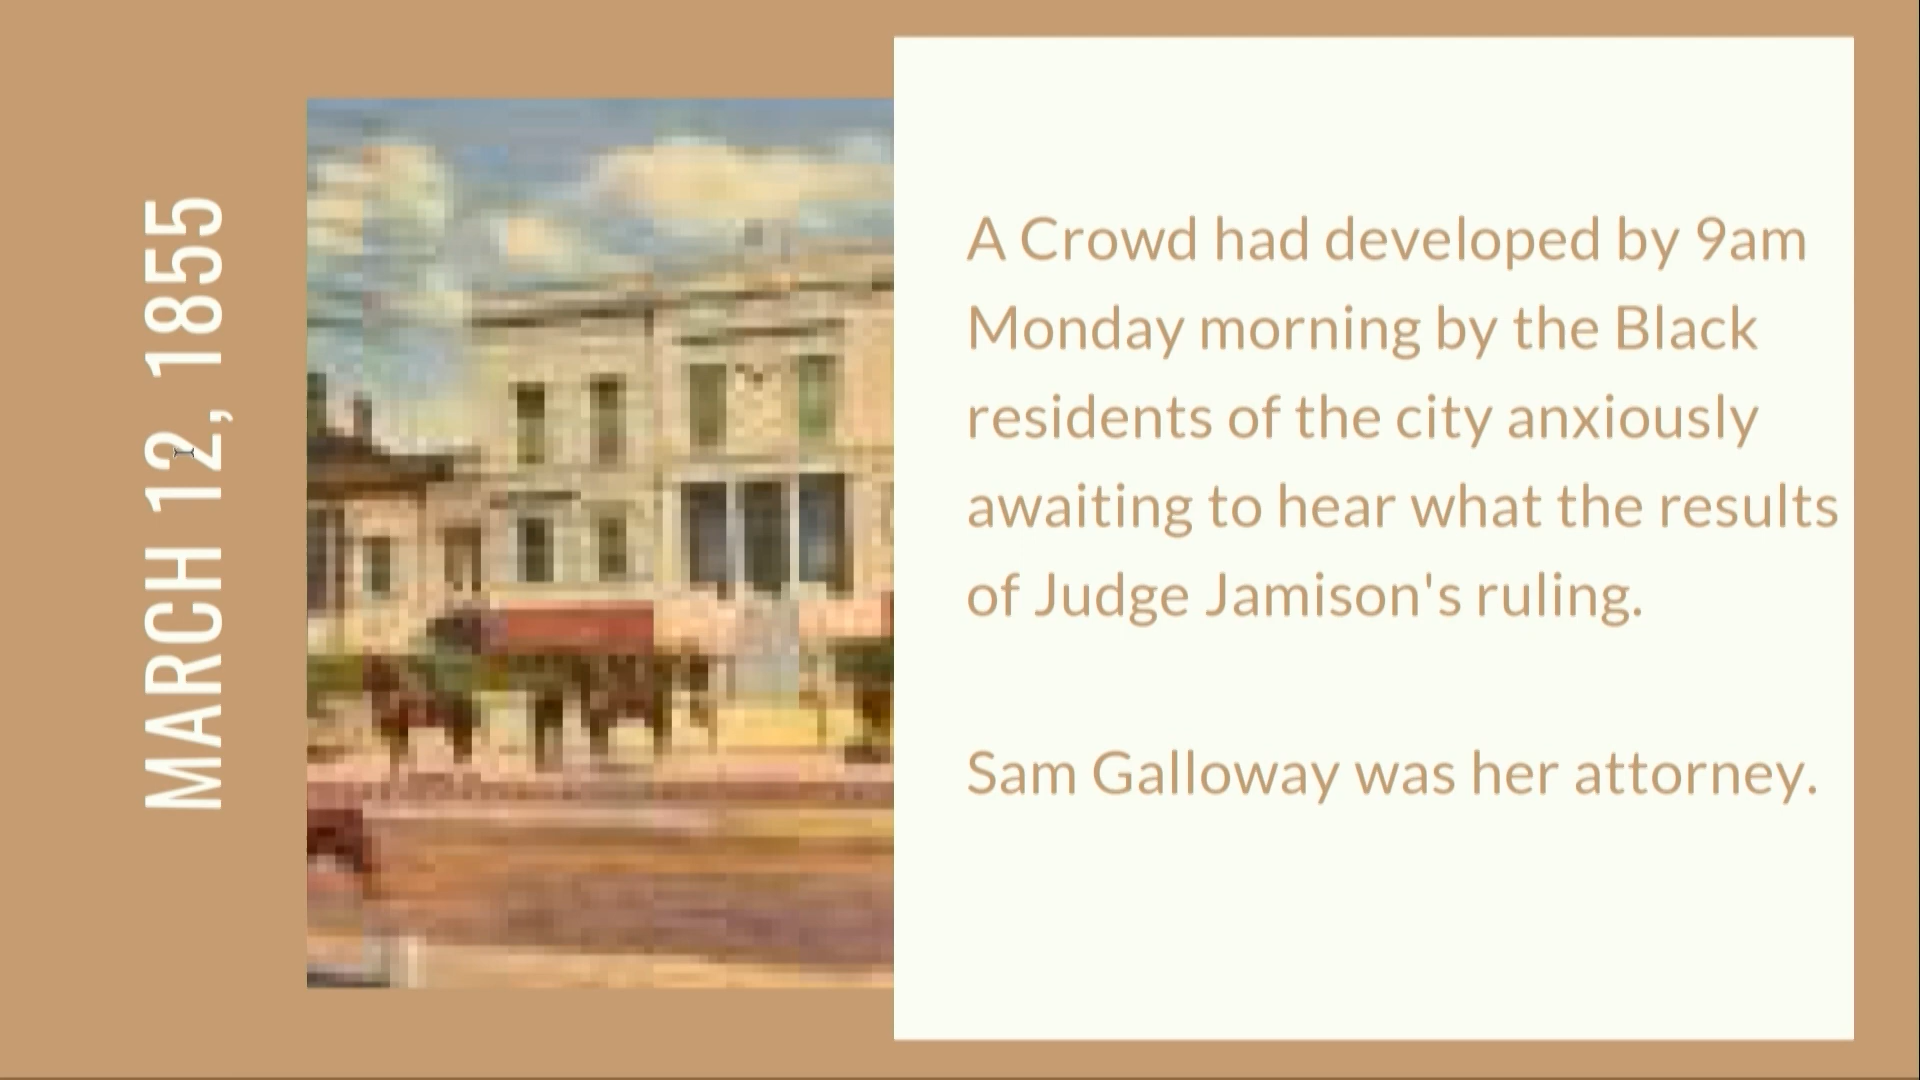 MARCH 12, 1855
A Crowd had developed by 9am
Monday morning by the Black
residents of the city anxiously
awaiting to hear what the results
of Judge Jamison's ruling.
Sam Galloway was her attorney.